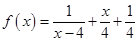 f(x) = 1/(x−4) + x/4 + 1/4